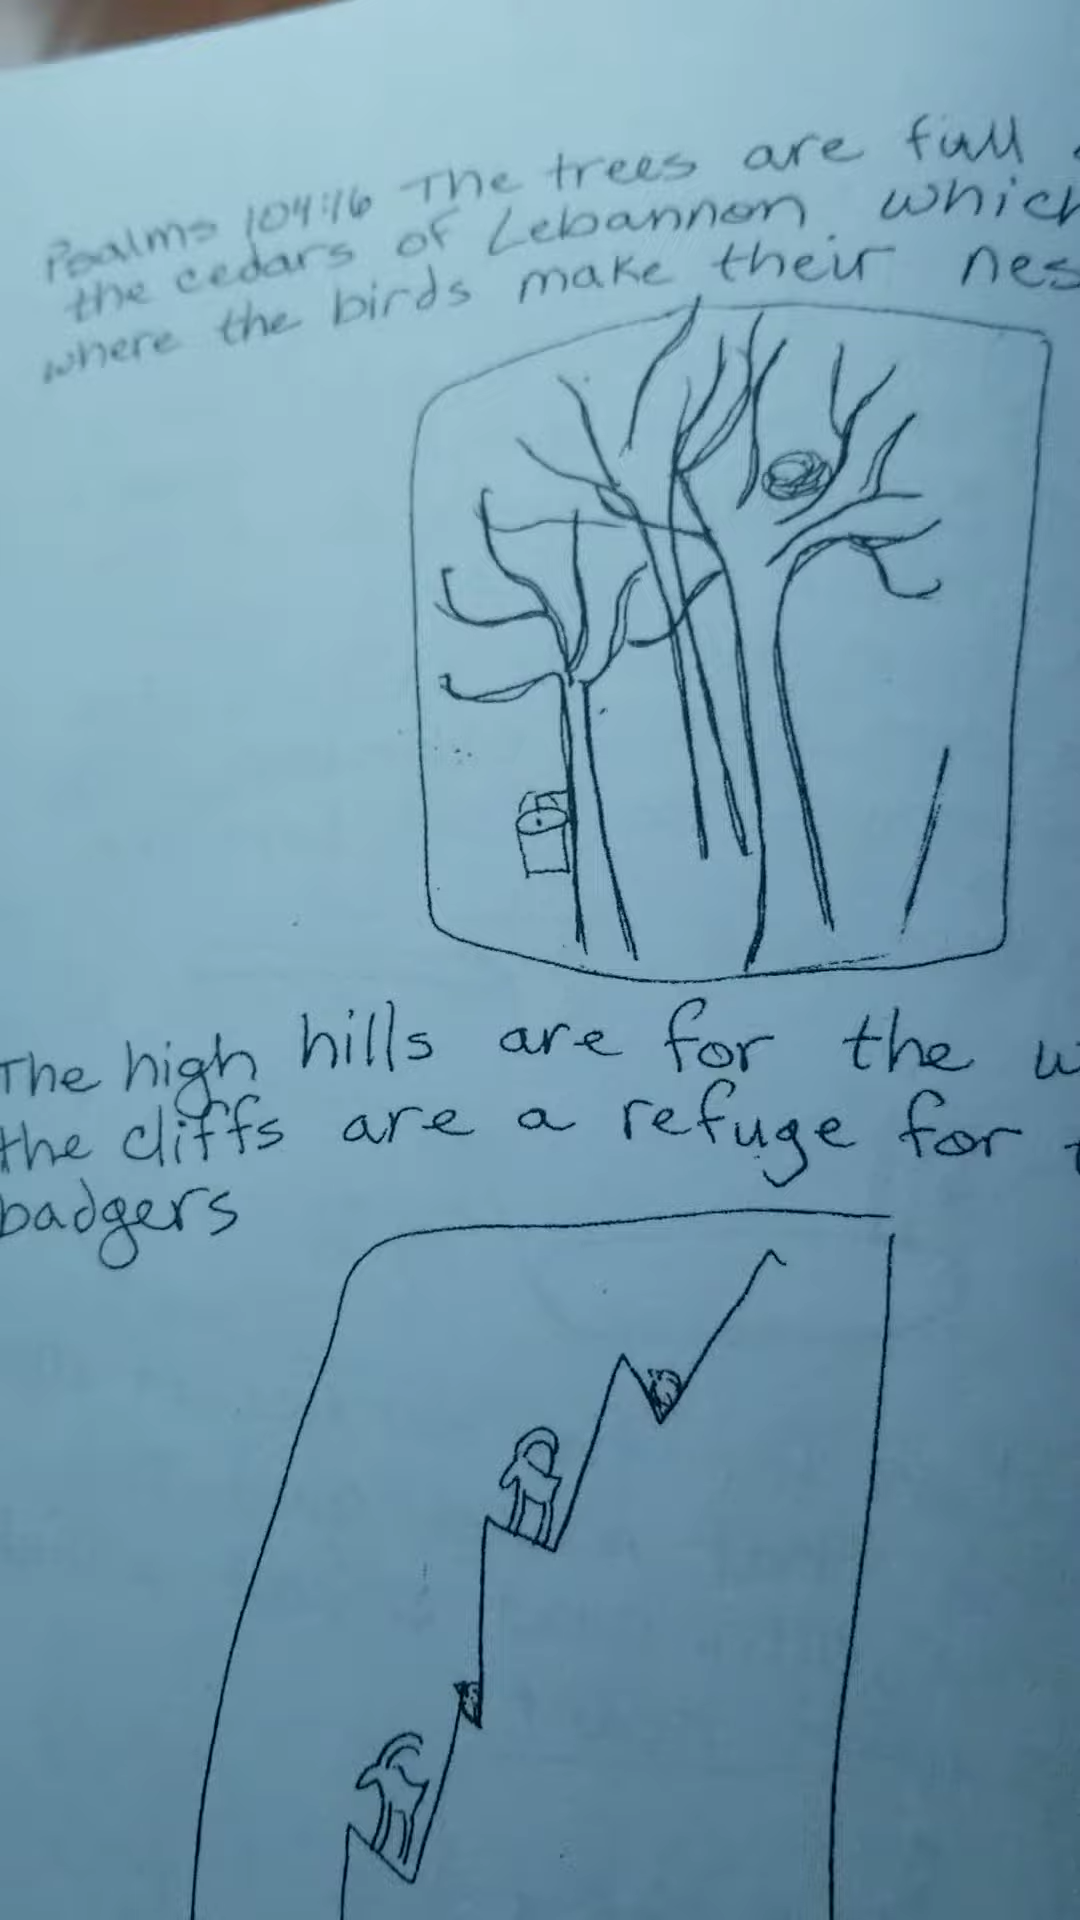 Psalms 104:16 The trees are full
the cedars of Lebannon which
where the birds make their nes
The high hills are for the w
the cliffs are a refuge for t
badgers